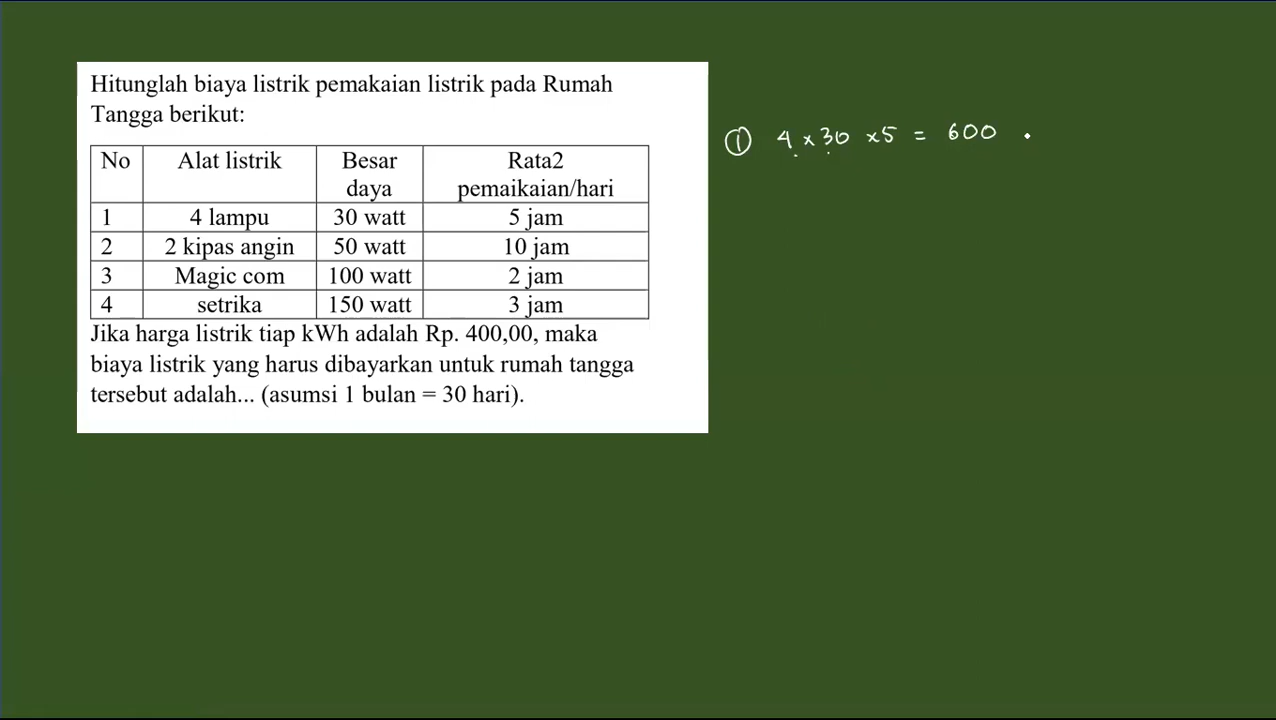 Hitunglah biaya listrik pemakaian listrik pada Rumah
Tangga berikut:
No Alat listrik Besar daya Rata2 pemaikaian/hari
1 4 lampu 30 watt 5 jam
2 2 kipas angin 50 watt 10 jam
3 Magic com 100 watt 2 jam
4 setrika 150 watt 3 jam
Jika harga listrik tiap kWh adalah Rp. 400,00, maka
biaya listrik yang harus dibayarkan untuk rumah tangga
tersebut adalah... (asumsi 1 bulan = 30 hari).
① 4 x 30 x 5 = 600